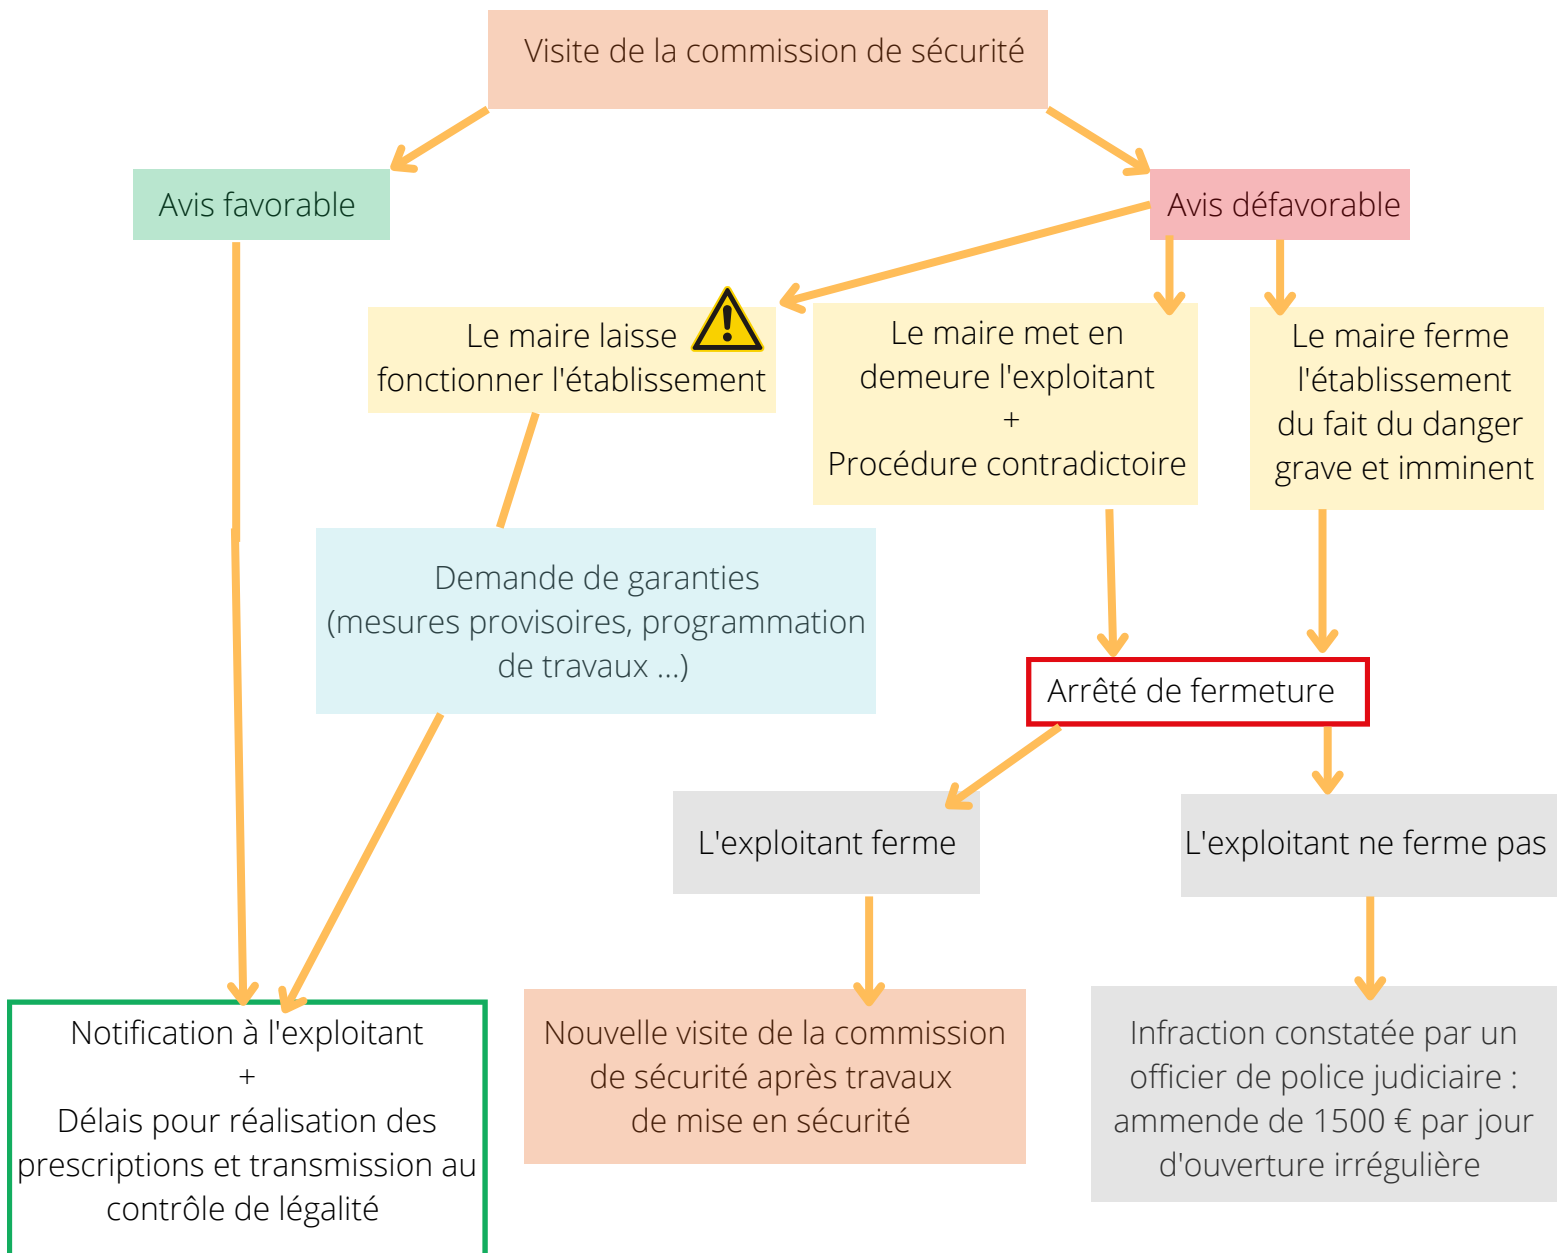 Visite de la commission de sécurité
Avis favorable
Avis défavorable
Le maire laisse
fonctionner l'établissement
Le maire met en
demeure l'exploitant
+
Procédure contradictoire
Le maire ferme
l'établissement
du fait du danger
grave et imminent
Demande de garanties
(mesures provisoires, programmation
de travaux ...)
Arrêté de fermeture
L'exploitant ferme
L'exploitant ne ferme pas
Notification à l'exploitant
+
Délais pour réalisation des
prescriptions et transmission au
contrôle de légalité
Nouvelle visite de la commission
de sécurité après travaux
de mise en sécurité
Infraction constatée par un
officier de police judiciaire :
ammende de 1500 € par jour
d'ouverture irrégulière